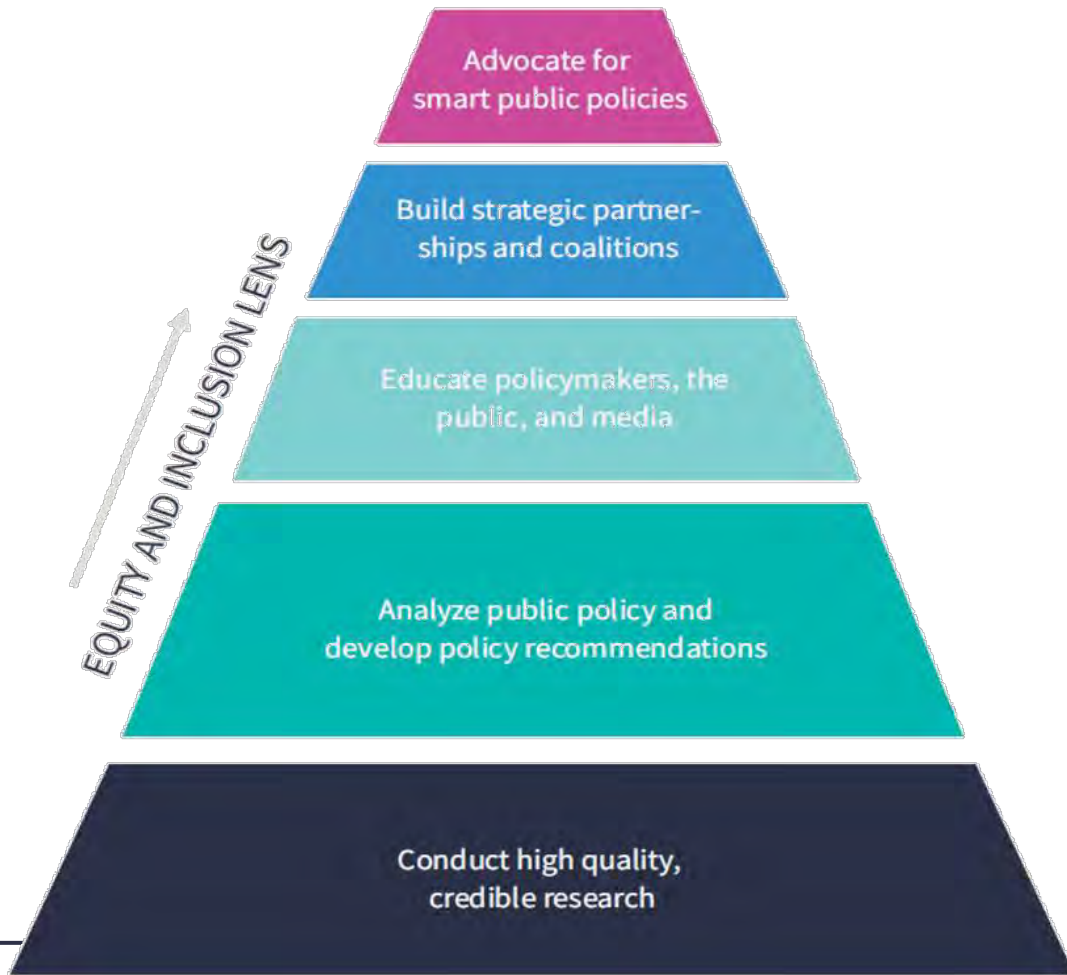 Advocate for
smart public policies
Build strategic partner-
ships and coalitions
EQUITY AND INCLUSION LENS
Educate policymakers, the
public, and media
Analyze public policy and
develop policy recommendations
Conduct high quality,
credible research